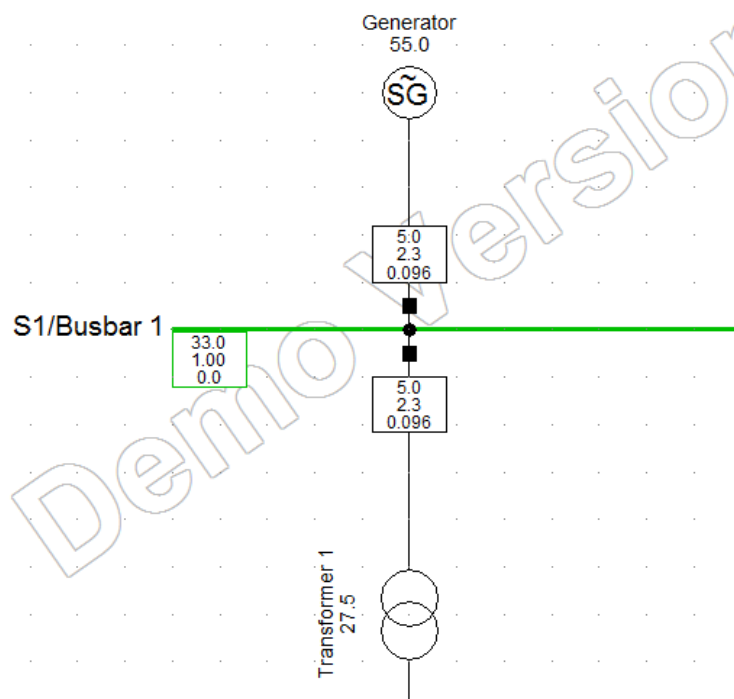 Generator
55.0
SG
~
5.0
2.3
0.096
S1/Busbar 1
33.0
1.00
0.0
5.0
2.3
0.096
Transformer 1
27.5
Demo version